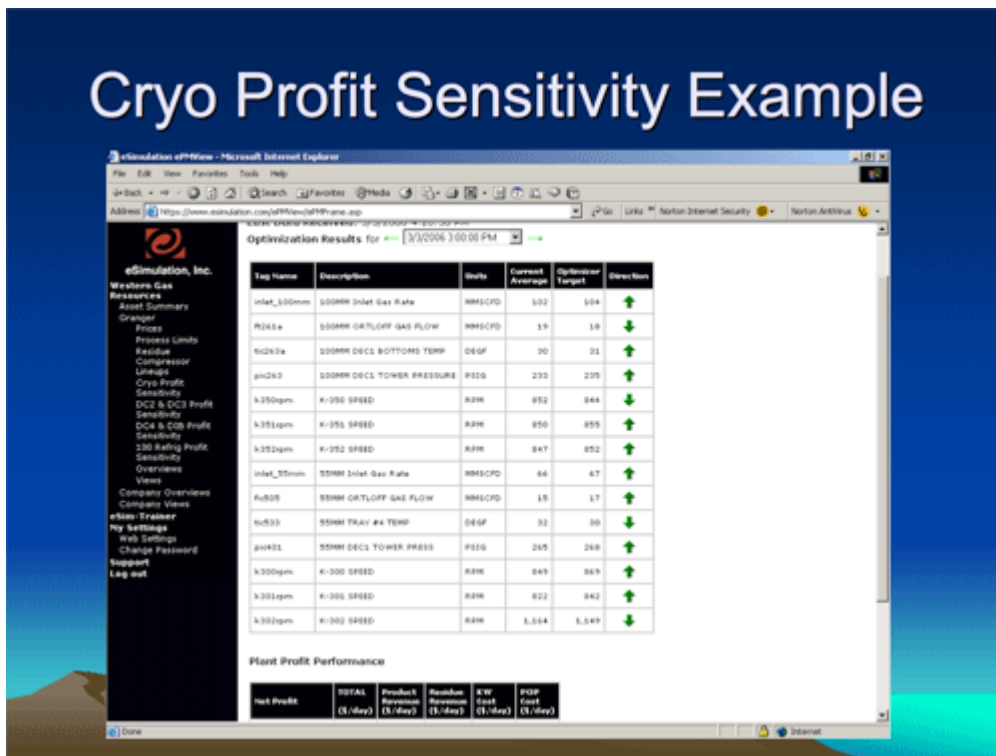 Cryo Profit Sensitivity Example
eSimulation ePMView - Microsoft Internet Explorer
File Edit View Favorites Tools Help
Back Search Favorites Media
Address https://www.esimulation.com/ePMView/ePMFrame.asp Go Links Norton Internet Security Norton AntiVirus
Optimization Results for 3/3/2006 3:00:00 PM
eSimulation, Inc.
Western Gas
Resources
Asset Summary
Granger
Prices
Process Limits
Residue
Compressor
Lineups
Cryo Profit
Sensitivity
DC2 & DC3 Profit
Sensitivity
DC4 & DIB Profit
Sensitivity
100 Refrig Profit
Sensitivity
Overviews
Views
Company Overviews
Company Views
eSim-Trainer
My Settings
Web Settings
Change Password
Support
Log out
Tag Name Description Units Current Average Optimizer Target Direction
inlet_100mm 100MM Inlet Gas Rate MMSCFD 102 104
100MM ORTLOFF GAS FLOW MMSCFD 19 18
tic263a 100MM DEC1 BOTTOMS TEMP DEGF 30 31
pic263 100MM DEC1 TOWER PRESSURE PSIG 233 235
k350rpm K-350 SPEED RPM 852 844
k351rpm K-351 SPEED RPM 850 855
k352rpm K-352 SPEED RPM 847 852
inlet_55mm 55MM Inlet Gas Rate MMSCFD 66 67
55MM ORTLOFF GAS FLOW MMSCFD 15 17
tic533 55MM TRAY #4 TEMP DEGF 32 30
pic401 55MM DEC1 TOWER PRESS PSIG 265 268
k300rpm K-300 SPEED RPM 849 869
k301rpm K-301 SPEED RPM 822 842
k302rpm K-302 SPEED RPM 1,164 1,149
Plant Profit Performance
Net Profit TOTAL ($/day) Product Revenue ($/day) Residue Revenue ($/day) KW Cost ($/day) POP Cost ($/day)
Done Internet